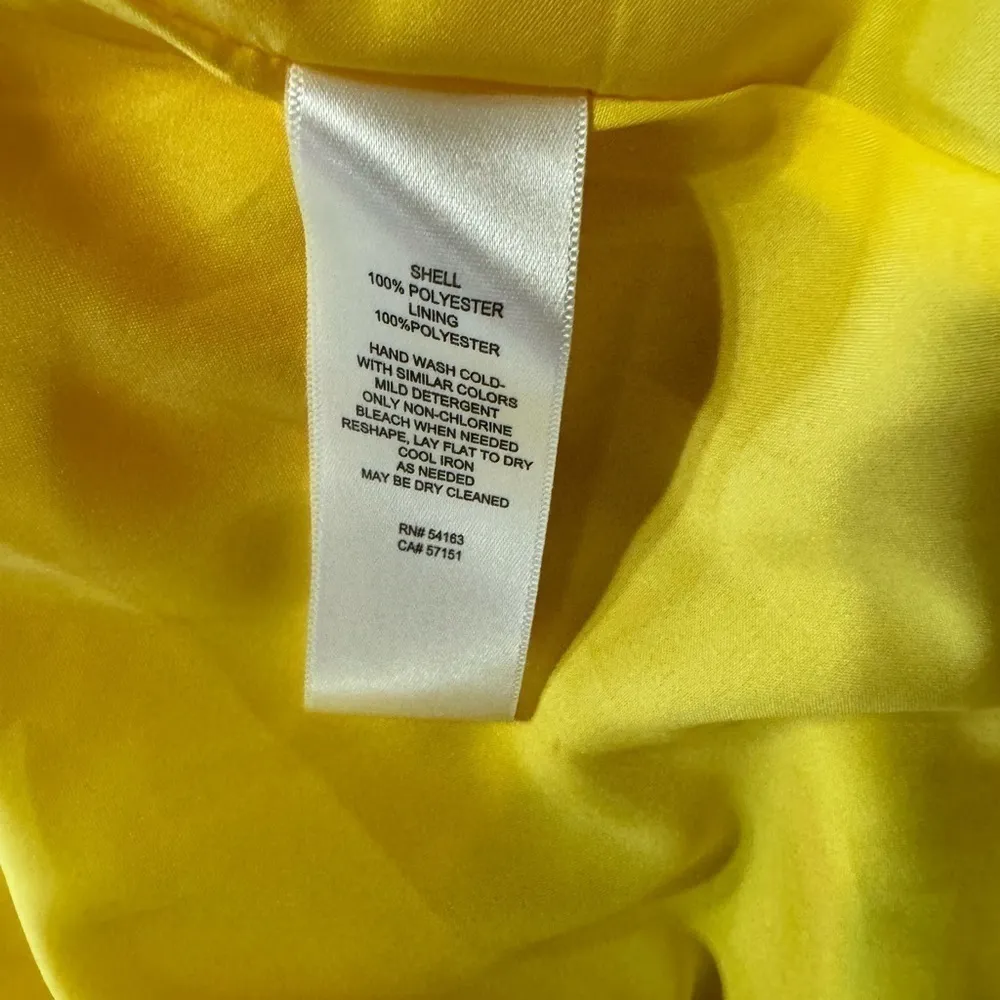 SHELL
100% POLYESTER
LINING
100%POLYESTER
HAND WASH COLD-
WITH SIMILAR COLORS
MILD DETERGENT
ONLY NON-CHLORINE
BLEACH WHEN NEEDED
RESHAPE, LAY FLAT TO DRY
COOL IRON
AS NEEDED
MAY BE DRY CLEANED
RN# 54163
CA# 57151